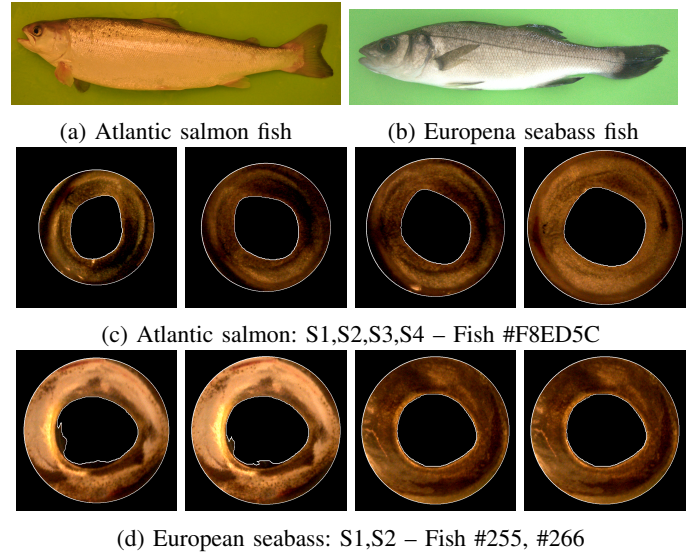 (a) Atlantic salmon fish
(b) Europena seabass fish
(c) Atlantic salmon: S1,S2,S3,S4 – Fish #F8ED5C
(d) European seabass: S1,S2 – Fish #255, #266